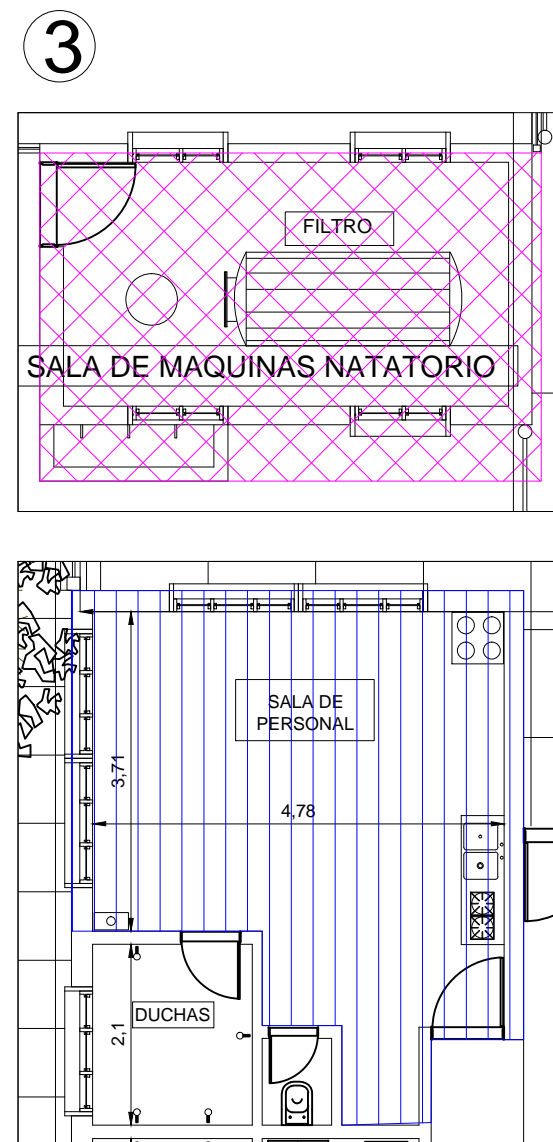 3
FILTRO
SALA DE MAQUINAS NATATORIO
SALA DE
PERSONAL
3,71
4,78
DUCHAS
2,1